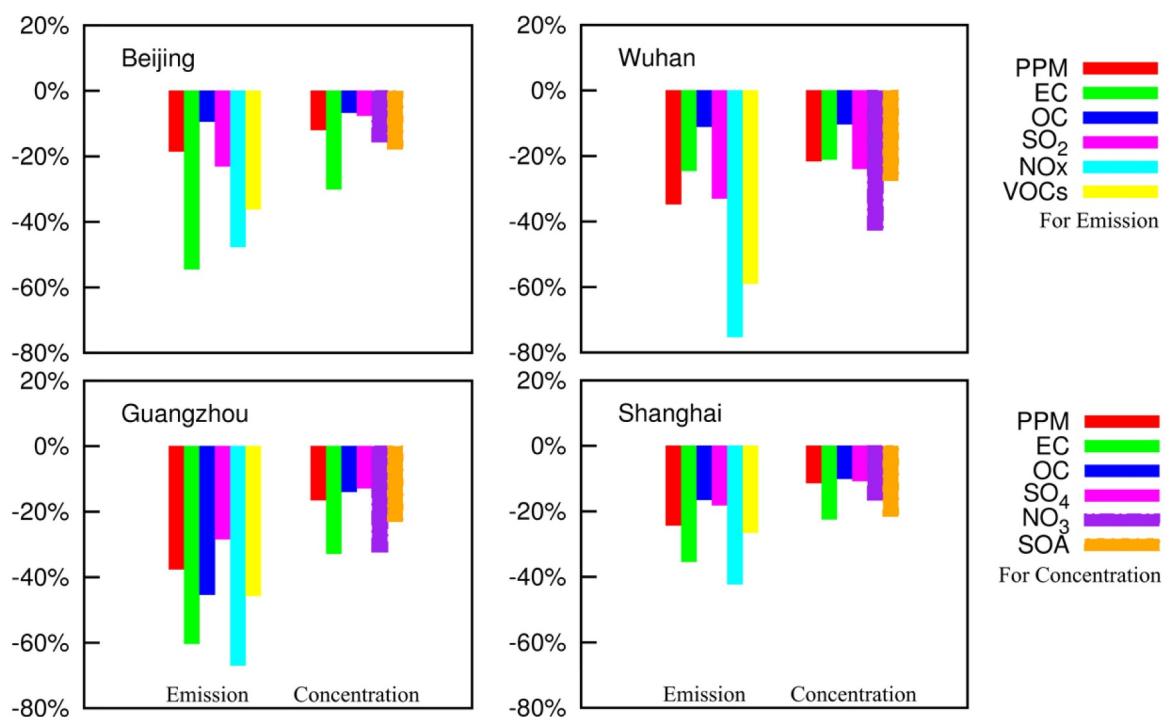 20%
0%
-20%
-40%
-60%
-80%
Beijing
20%
0%
-20%
-40%
-60%
-80%
Wuhan
PPM
EC
OC
SO2
NOx
VOCs
For Emission
20%
0%
-20%
-40%
-60%
-80%
Guangzhou
Emission Concentration
20%
0%
-20%
-40%
-60%
-80%
Shanghai
Emission Concentration
PPM
EC
OC
SO4
NO3
SOA
For Concentration